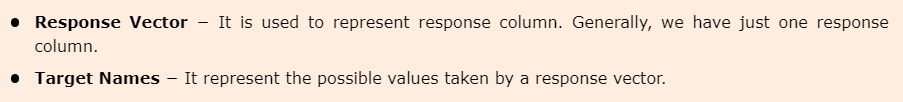 ● Response Vector − It is used to represent response column. Generally, we have just one response
column.
● Target Names − It represent the possible values taken by a response vector.